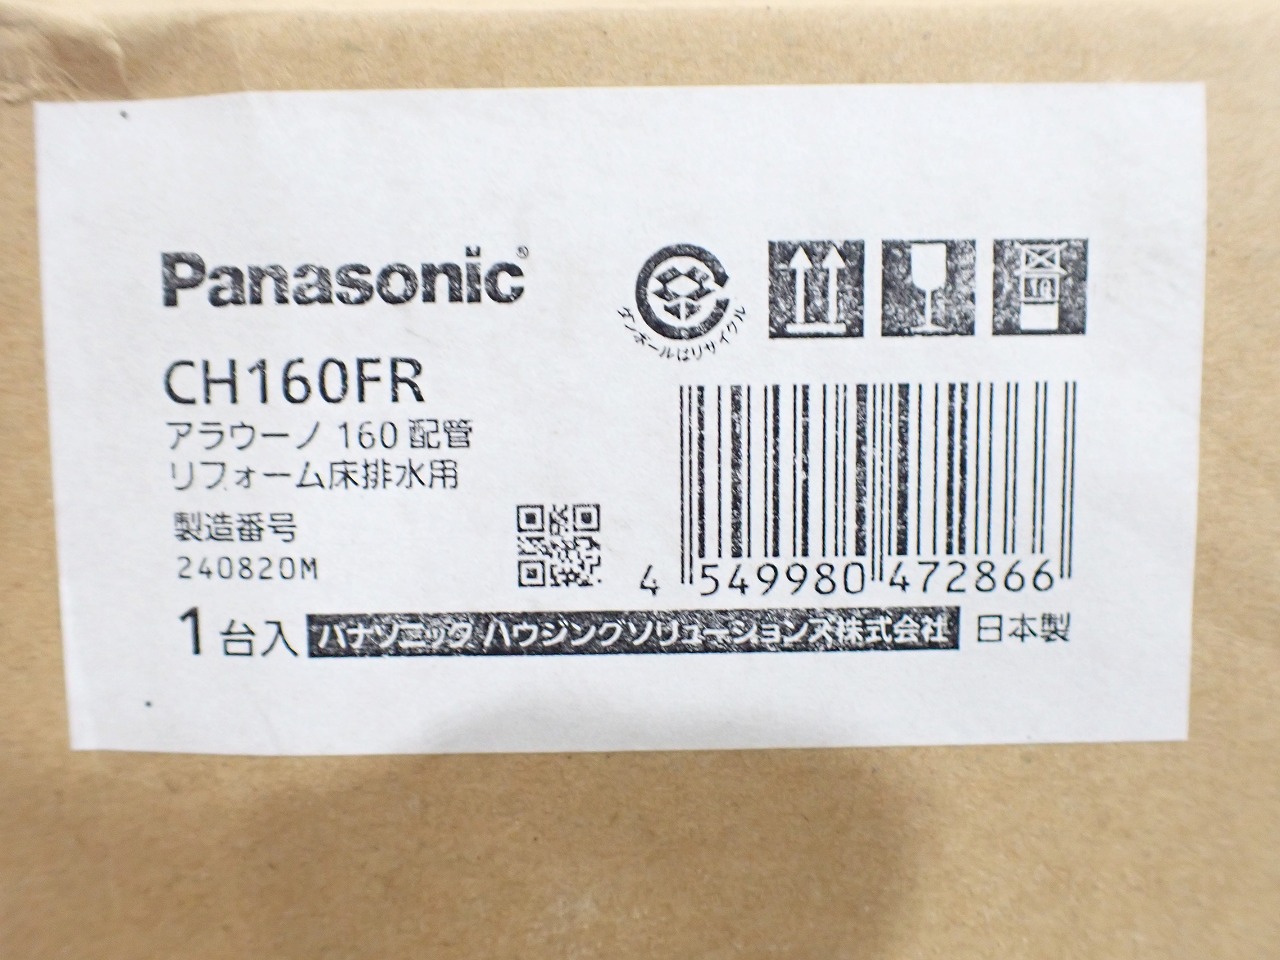 Panasonic®
ダンボールはリサイクル
10
CH160FR
アラウーノ 160 配管
リフォーム床排水用
製造番号
240820M
4 549980 472866
1台入 パナソニック ハウジングソリューションズ株式会社 日本製